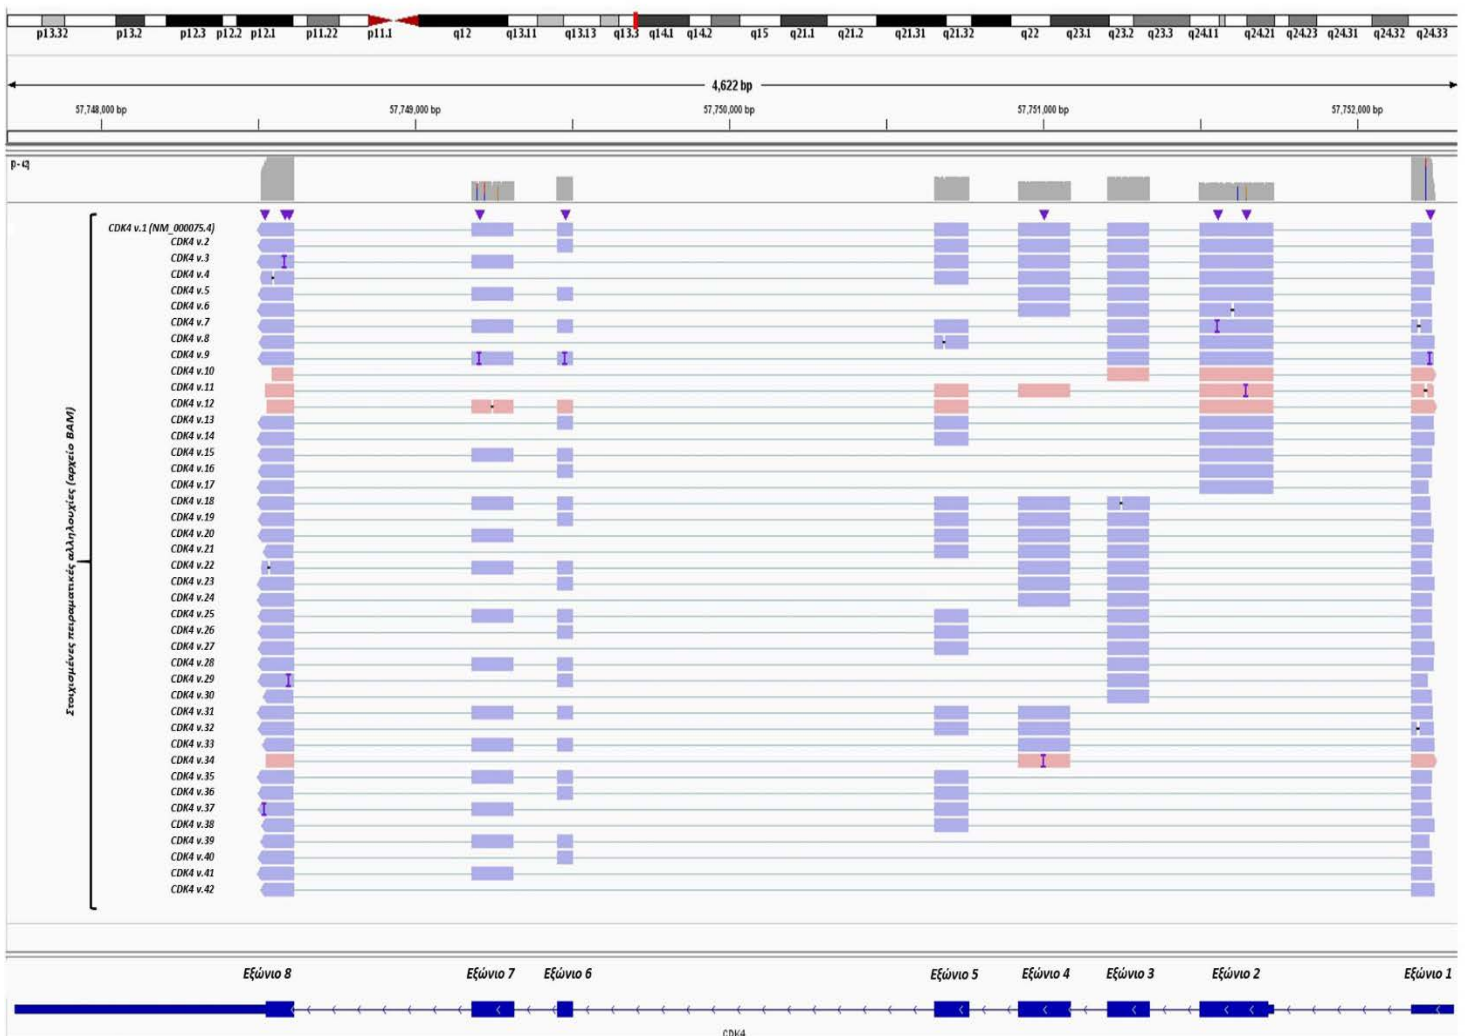 p13.32 p13.2 p12.3 p12.2 p12.1 p11.22 p11.1 q12 q13.11 q13.13 q13.3 q14.1 q14.2 q15 q21.1 q21.2 q21.31 q21.32 q22 q23.1 q23.2 q23.3 q24.11 q24.21 q24.23 q24.31 q24.32 q24.33
4,622 bp
57,748,000 bp 57,749,000 bp 57,750,000 bp 57,751,000 bp 57,752,000 bp
[0 - 42]
Στοιχισμένες πειραματικές αλληλουχίες (αρχείο BAM)
CDK4 v.1 (NM_000075.4)
CDK4 v.2
CDK4 v.3
CDK4 v.4
CDK4 v.5
CDK4 v.6
CDK4 v.7
CDK4 v.8
CDK4 v.9
CDK4 v.10
CDK4 v.11
CDK4 v.12
CDK4 v.13
CDK4 v.14
CDK4 v.15
CDK4 v.16
CDK4 v.17
CDK4 v.18
CDK4 v.19
CDK4 v.20
CDK4 v.21
CDK4 v.22
CDK4 v.23
CDK4 v.24
CDK4 v.25
CDK4 v.26
CDK4 v.27
CDK4 v.28
CDK4 v.29
CDK4 v.30
CDK4 v.31
CDK4 v.32
CDK4 v.33
CDK4 v.34
CDK4 v.35
CDK4 v.36
CDK4 v.37
CDK4 v.38
CDK4 v.39
CDK4 v.40
CDK4 v.41
CDK4 v.42
Εξώνιο 8 Εξώνιο 7 Εξώνιο 6 Εξώνιο 5 Εξώνιο 4 Εξώνιο 3 Εξώνιο 2 Εξώνιο 1
CDK4